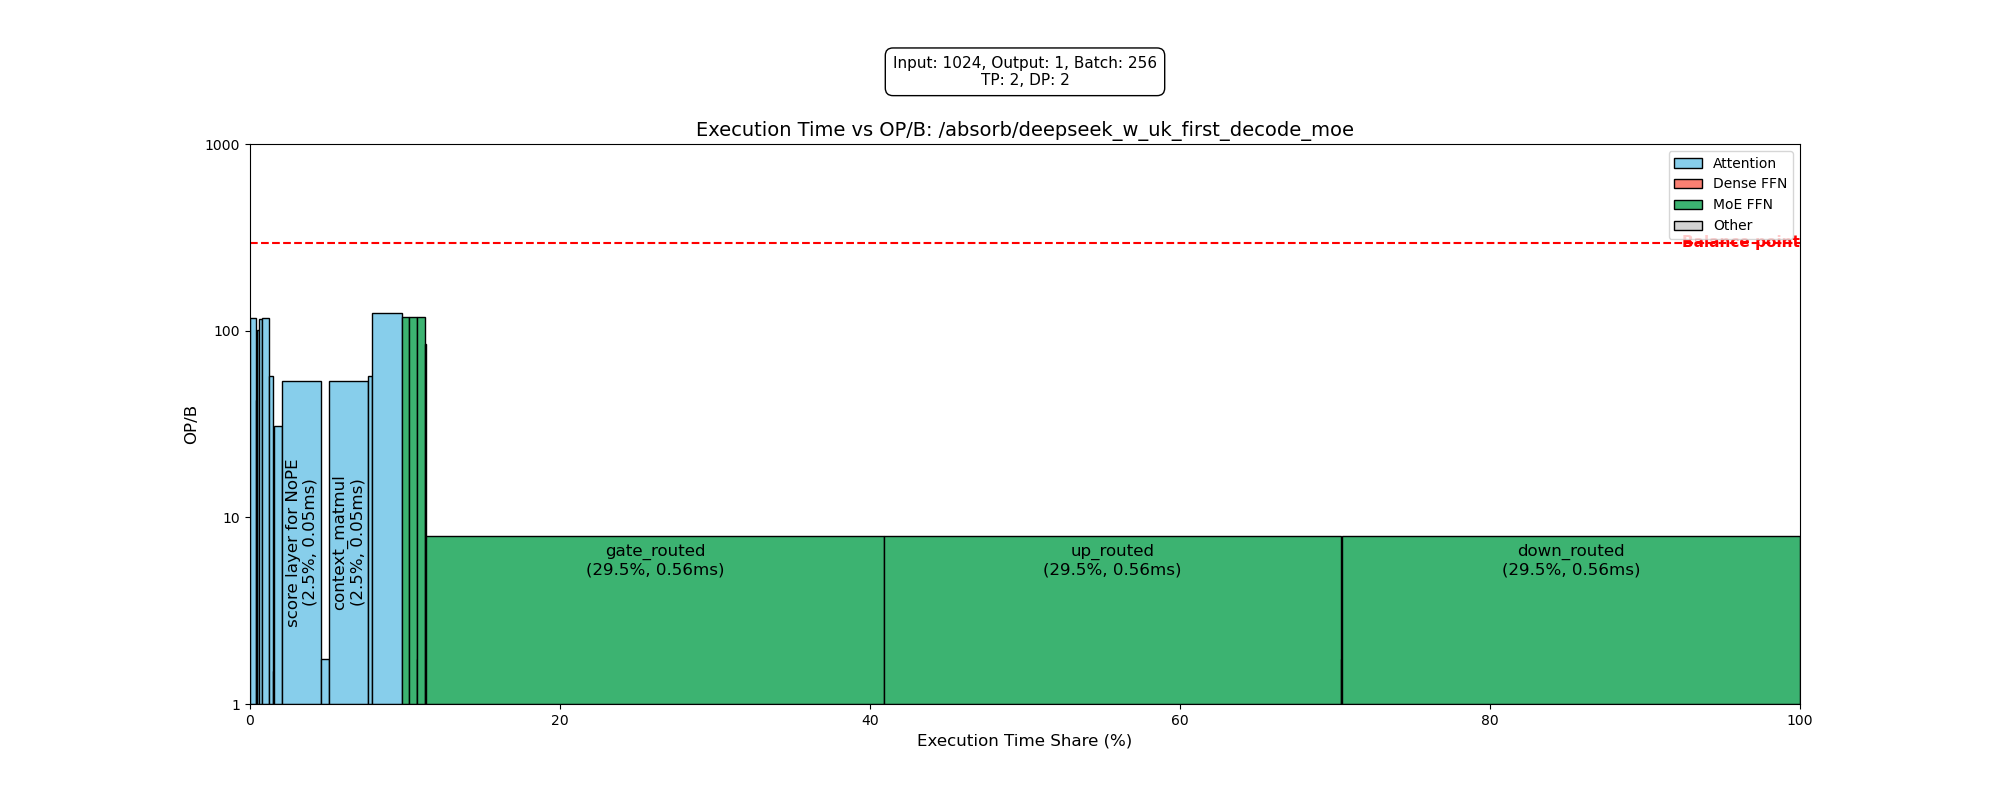 Input: 1024, Output: 1, Batch: 256
TP: 2, DP: 2
Execution Time vs OP/B: /absorb/deepseek_w_uk_first_decode_moe
1000
100
10
1
OP/B
Attention
Dense FFN
MoE FFN
Other
Balance point
score layer for NoPE
(2.5%, 0.05ms)
context_matmul
(2.5%, 0.05ms)
gate_routed
(29.5%, 0.56ms)
up_routed
(29.5%, 0.56ms)
down_routed
(29.5%, 0.56ms)
0
20
40
60
80
100
Execution Time Share (%)